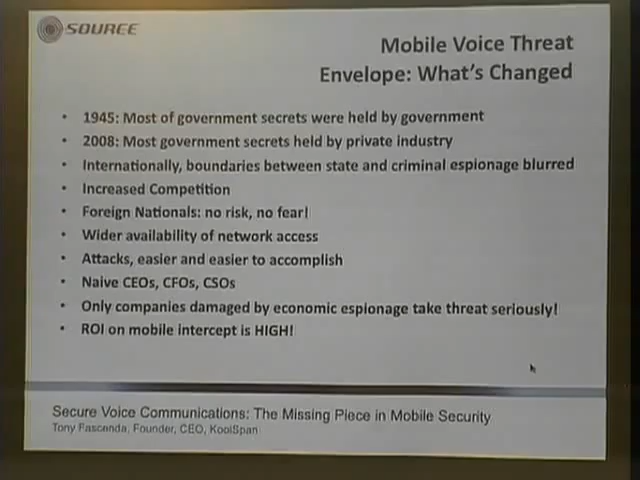 SOURCE
Mobile Voice Threat
Envelope: What's Changed
• 1945: Most of government secrets were held by government
• 2008: Most government secrets held by private industry
• Internationally, boundaries between state and criminal espionage blurred
• Increased Competition
• Foreign Nationals: no risk, no fear!
• Wider availability of network access
• Attacks, easier and easier to accomplish
• Naive CEOs, CFOs, CSOs
• Only companies damaged by economic espionage take threat seriously!
• ROI on mobile intercept is HIGH!
Secure Voice Communications: The Missing Piece in Mobile Security
Tony Fascenda, Founder, CEO, KoolSpan